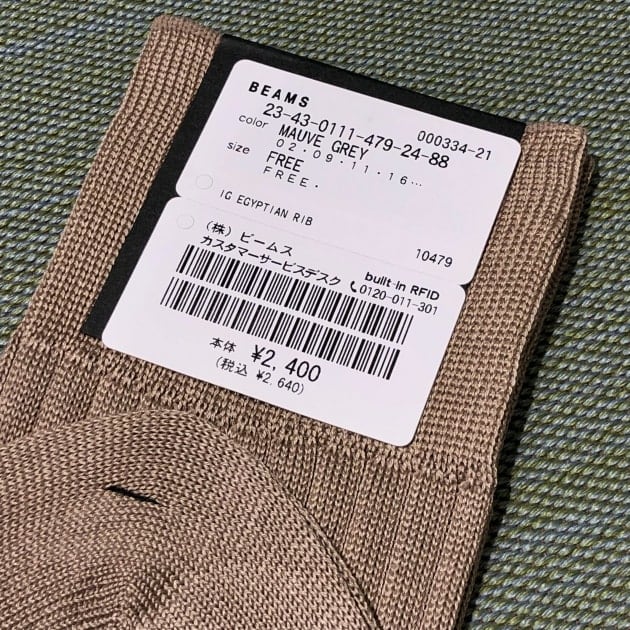 BEAMS
000334-21
23-43-0111-479-24-88
color MAUVE GREY
02・09・11・16…
size FREE
FREE.
IG EGYPTIAN RIB
10479
(株) ビームス
カスタマーサービスデスク
built-in RFID
0120-011-301
本体 ¥2,400
(税込 ¥2,640)